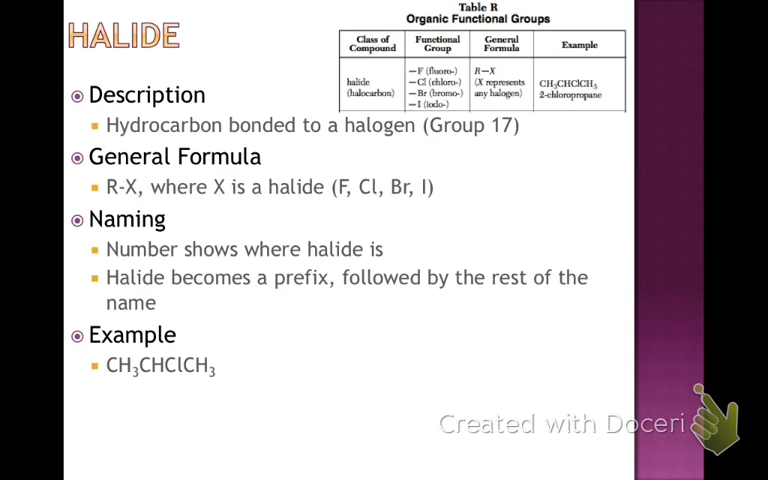 HALIDE
Table R
Organic Functional Groups
Class of Compound | Functional Group | General Formula | Example
halide (halocarbon) | —F (fluoro-) —Cl (chloro-) —Br (bromo-) —I (iodo-) | R—X (X represents any halogen) | CH₃CHClCH₃ 2-chloropropane
Description
Hydrocarbon bonded to a halogen (Group 17)
General Formula
R-X, where X is a halide (F, Cl, Br, I)
Naming
Number shows where halide is
Halide becomes a prefix, followed by the rest of the
name
Example
CH₃CHClCH₃
Created with Doceri